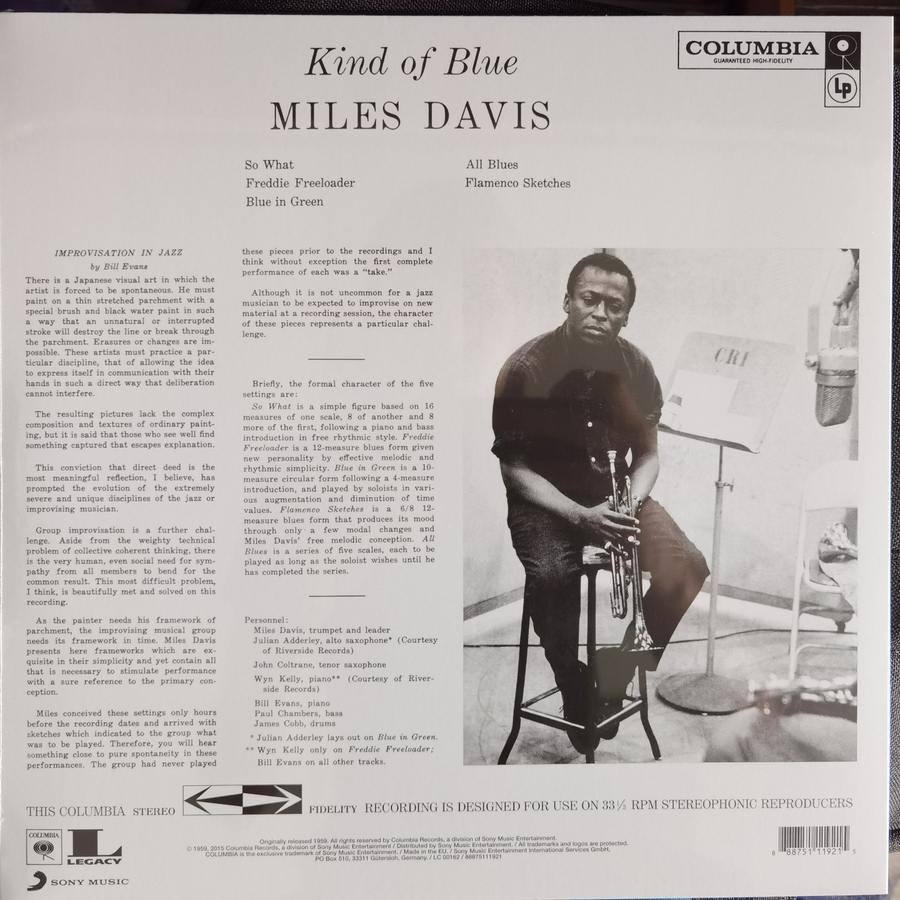 Kind of Blue
MILES DAVIS
COLUMBIA
GUARANTEED HIGH-FIDELITY
Lp
So What
Freddie Freeloader
Blue in Green
All Blues
Flamenco Sketches
IMPROVISATION IN JAZZ
by Bill Evans
There is a Japanese visual art in which the
artist is forced to be spontaneous. He must
paint on a thin stretched parchment with a
special brush and black water paint in such
a way that an unnatural or interrupted
stroke will destroy the line or break through
the parchment. Erasures or changes are im-
possible. These artists must practice a par-
ticular discipline, that of allowing the idea
to express itself in communication with their
hands in such a direct way that deliberation
cannot interfere.
The resulting pictures lack the complex
composition and textures of ordinary paint-
ing, but it is said that those who see well find
something captured that escapes explanation.
This conviction that direct deed is the
most meaningful reflection, I believe, has
prompted the evolution of the extremely
severe and unique disciplines of the jazz or
improvising musician.
Group improvisation is a further chal-
lenge. Aside from the weighty technical
problem of collective coherent thinking, there
is the very human, even social need for sym-
pathy from all members to bend for the
common result. This most difficult problem,
I think, is beautifully met and solved on this
recording.
As the painter needs his framework of
parchment, the improvising musical group
needs its framework in time. Miles Davis
presents here frameworks which are ex-
quisite in their simplicity and yet contain all
that is necessary to stimulate performance
with a sure reference to the primary con-
ception.
Miles conceived these settings only hours
before the recording dates and arrived with
sketches which indicated to the group what
was to be played. Therefore, you will hear
something close to pure spontaneity in these
performances. The group had never played
these pieces prior to the recordings and I
think without exception the first complete
performance of each was a "take."
Although it is not uncommon for a jazz
musician to be expected to improvise on new
material at a recording session, the character
of these pieces represents a particular chal-
lenge.
Briefly, the formal character of the five
settings are:
So What is a simple figure based on 16
measures of one scale, 8 of another and 8
more of the first, following a piano and bass
introduction in free rhythmic style. Freddie
Freeloader is a 12-measure blues form given
new personality by effective melodic and
rhythmic simplicity. Blue in Green is a 10-
measure circular form following a 4-measure
introduction, and played by soloists in vari-
ous augmentation and diminution of time
values. Flamenco Sketches is a 6/8 12-
measure blues form that produces its mood
through only a few modal changes and
Miles Davis' free melodic conception. All
Blues is a series of five scales, each to be
played as long as the soloist wishes until he
has completed the series.
Personnel:
Miles Davis, trumpet and leader
Julian Adderley, alto saxophone* (Courtesy
of Riverside Records)
John Coltrane, tenor saxophone
Wyn Kelly, piano** (Courtesy of River-
side Records)
Bill Evans, piano
Paul Chambers, bass
James Cobb, drums
* Julian Adderley lays out on Blue in Green.
** Wyn Kelly only on Freddie Freeloader;
Bill Evans on all other tracks.
CRI
THIS COLUMBIA STEREO FIDELITY RECORDING IS DESIGNED FOR USE ON 33⅓ RPM STEREOPHONIC REPRODUCERS
COLUMBIA
L
LEGACY
SONY MUSIC
Originally released 1959. All rights reserved by Columbia Records, a division of Sony Music Entertainment.
© 1959, 2015 Columbia Records, a division of Sony Music Entertainment / Distributed by Sony Music Entertainment. / All trademarks and logos are protected.
COLUMBIA is the exclusive trademark of Sony Music Entertainment. / Made in the EU. / Sony Music Entertainment International Services GmbH,
PO Box 510, 33311 Gütersloh, Germany. / LC 00162 / 88875111921
8 88751 11921 5